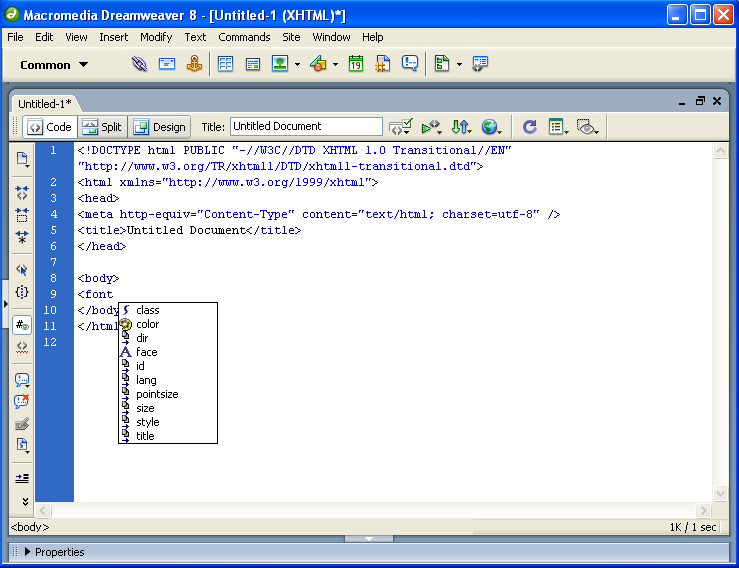 Macromedia Dreamweaver 8 - [Untitled-1 (XHTML)*]
File Edit View Insert Modify Text Commands Site Window Help
Common
Untitled-1*
Code Split Design Title: Untitled Document
1 <!DOCTYPE html PUBLIC "-//W3C//DTD XHTML 1.0 Transitional//EN"
"http://www.w3.org/TR/xhtml1/DTD/xhtml1-transitional.dtd">
2 <html xmlns="http://www.w3.org/1999/xhtml">
3 <head>
4 <meta http-equiv="Content-Type" content="text/html; charset=utf-8" />
5 <title>Untitled Document</title>
6 </head>
7
8 <body>
9 <font
10 </body
11 </html
12
class
color
dir
face
id
lang
pointsize
size
style
title
<body>
1K / 1 sec
Properties